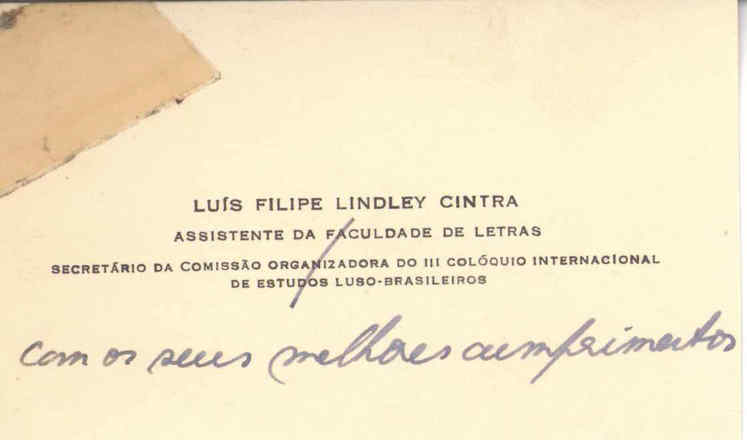 LUÍS FILIPE LINDLEY CINTRA
ASSISTENTE DA FACULDADE DE LETRAS
SECRETÁRIO DA COMISSÃO ORGANIZADORA DO III COLÓQUIO INTERNACIONAL
DE ESTUDOS LUSO-BRASILEIROS
com os seus melhores cumprimentos